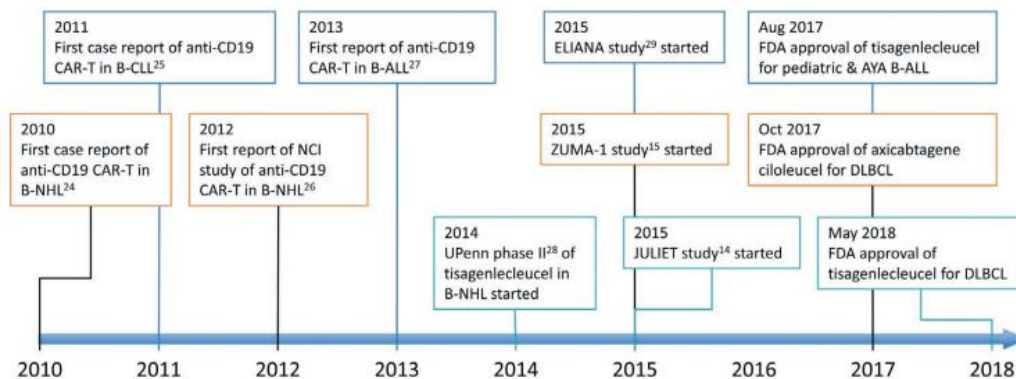 2011
First case report of anti-CD19
CAR-T in B-CLL²⁵
2013
First report of anti-CD19
CAR-T in B-ALL²⁷
2015
ELIANA study²⁹ started
Aug 2017
FDA approval of tisagenlecleucel
for pediatric & AYA B-ALL
2010
First case report of
anti-CD19 CAR-T in
B-NHL²⁴
2012
First report of NCI
study of anti-CD19
CAR-T in B-NHL²⁶
2015
ZUMA-1 study¹⁵ started
Oct 2017
FDA approval of axicabtagene
ciloleucel for DLBCL
2014
UPenn phase II²⁸ of
tisagenlecleucel in
B-NHL started
2015
JULIET study¹⁴ started
May 2018
FDA approval of
tisagenlecleucel for DLBCL
2010 2011 2012 2013 2014 2015 2016 2017 2018